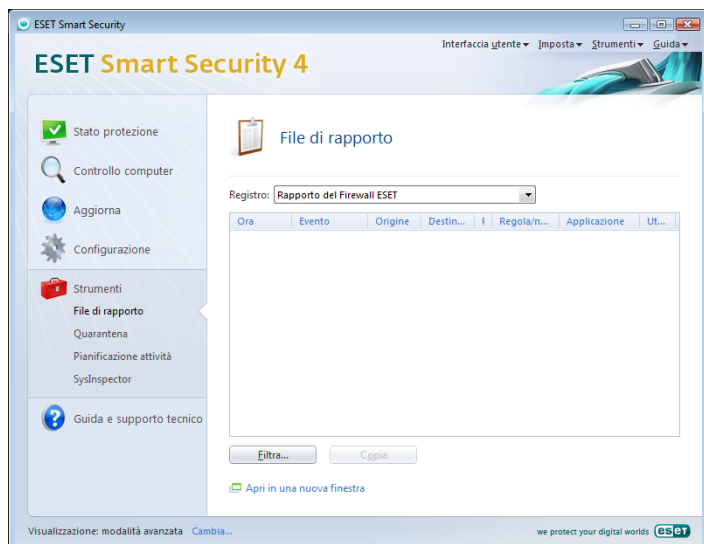 ESET Smart Security
Interfaccia utente Imposta Strumenti Guida
ESET Smart Security 4
Stato protezione
Controllo computer
Aggiorna
Configurazione
Strumenti
File di rapporto
Quarantena
Pianificazione attività
SysInspector
Guida e supporto tecnico
File di rapporto
Registro: Rapporto del Firewall ESET
Ora Evento Origine Destin... Regola/n... Applicazione Ut...
Filtra... Copia
Apri in una nuova finestra
Visualizzazione: modalità avanzata Cambia...
we protect your digital worlds eseT